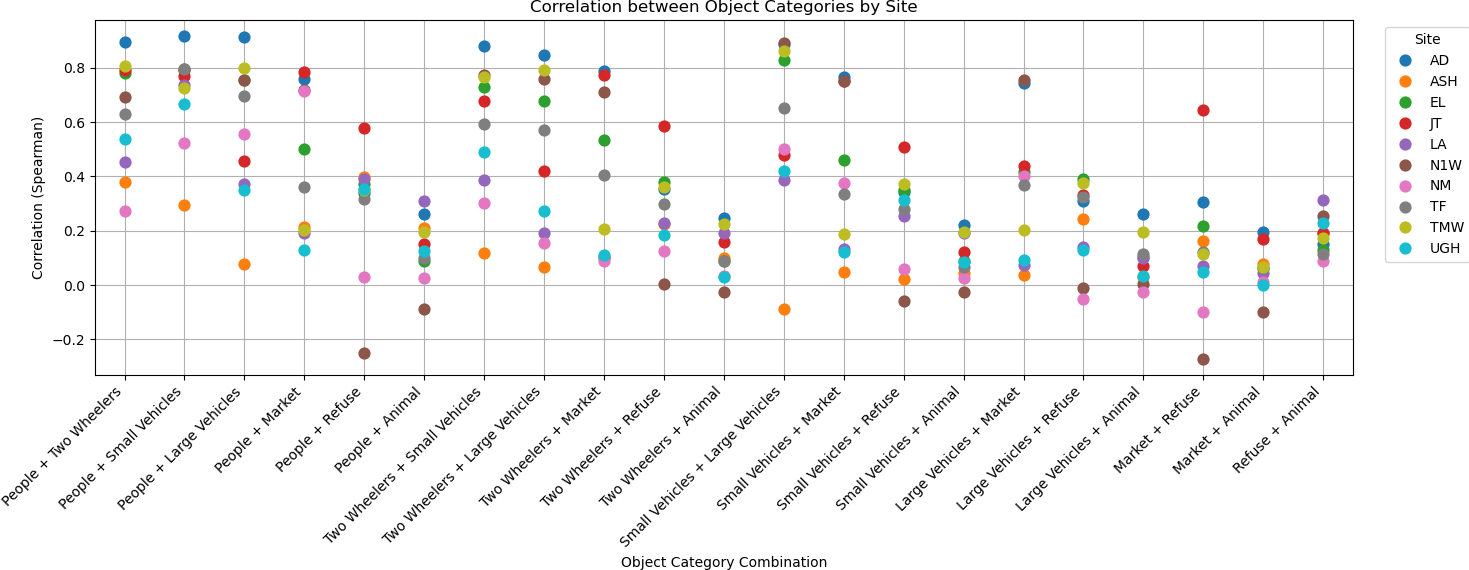 Correlation between Object Categories by Site
Correlation (Spearman)
0.8
0.6
0.4
0.2
0.0
−0.2
People + Two Wheelers
People + Small Vehicles
People + Large Vehicles
People + Market
People + Refuse
People + Animal
Two Wheelers + Small Vehicles
Two Wheelers + Large Vehicles
Two Wheelers + Market
Two Wheelers + Refuse
Two Wheelers + Animal
Small Vehicles + Large Vehicles
Small Vehicles + Market
Small Vehicles + Refuse
Small Vehicles + Animal
Large Vehicles + Market
Large Vehicles + Refuse
Large Vehicles + Animal
Market + Refuse
Market + Animal
Refuse + Animal
Object Category Combination
Site
AD
ASH
EL
JT
LA
N1W
NM
TF
TMW
UGH